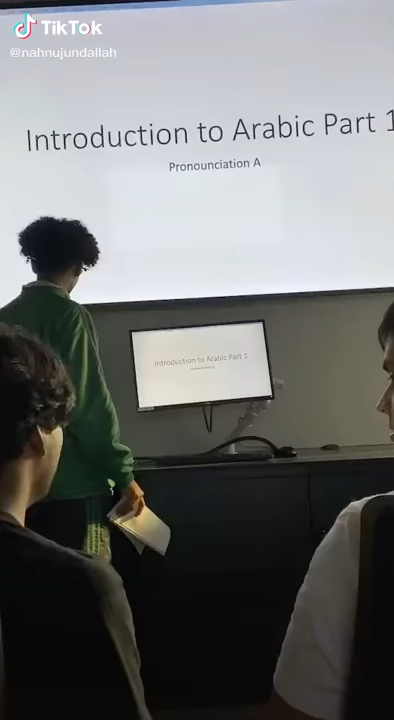 TikTok
@nahnujundallah
Introduction to Arabic Part 1
Pronounciation A
Introduction to Arabic Part 1